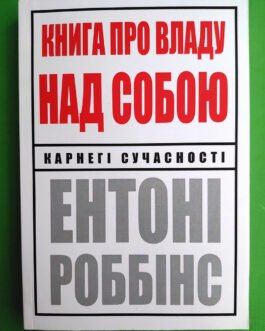 КНИГА ПРО ВЛАДУ
НАД СОБОЮ
КАРНЕГІ СУЧАСНОСТІ
ЕНТОНІ
РОББІНС